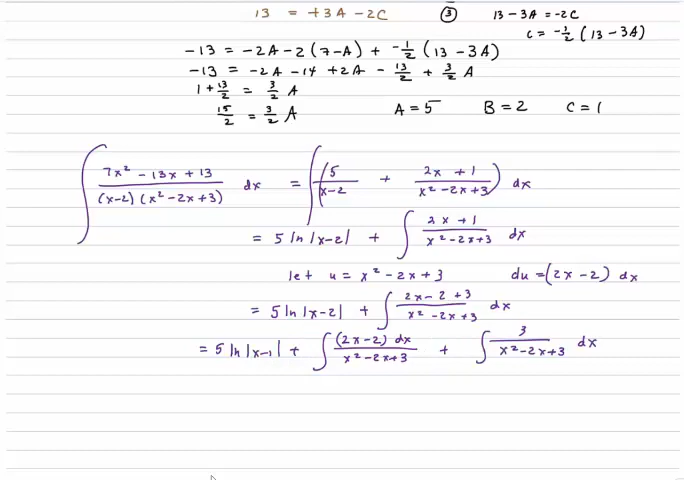 13 = +3A - 2C ③ 13 - 3A = -2C
C = -1/2 (13 - 3A)
-13 = -2A - 2(7-A) + -1/2 (13 - 3A)
-13 = -2A - 14 + 2A - 13/2 + 3/2 A
1 + 13/2 = 3/2 A
15/2 = 3/2 A A = 5 B = 2 C = 1
∫ (7x² - 13x + 13)/((x-2)(x² - 2x + 3)) dx = ∫ (5/(x-2) + (2x + 1)/(x² - 2x + 3)) dx
= 5 ln |x-2| + ∫ (2x + 1)/(x² - 2x + 3) dx
let u = x² - 2x + 3 du = (2x - 2) dx
= 5 ln |x-2| + ∫ (2x - 2 + 3)/(x² - 2x + 3) dx
= 5 ln |x-1| + ∫ (2x - 2) dx/(x² - 2x + 3) + ∫ 3/(x² - 2x + 3) dx